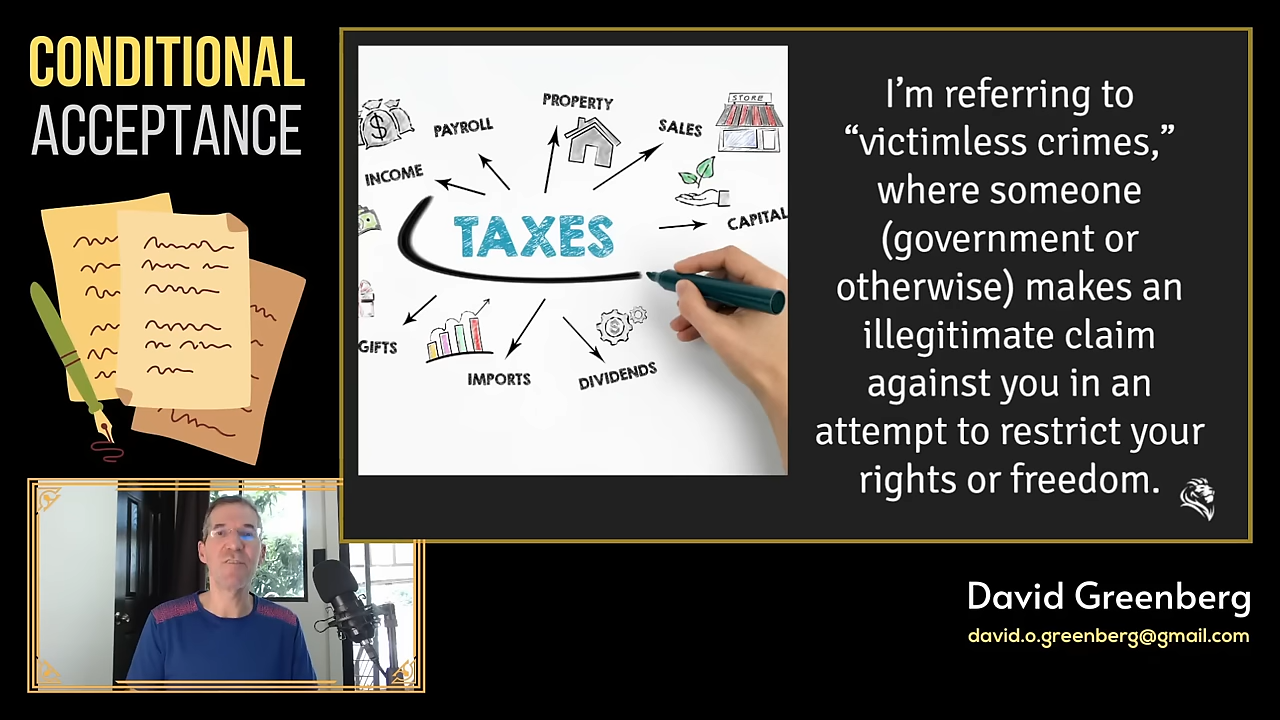 CONDITIONAL
ACCEPTANCE
PROPERTY
STORE
PAYROLL
SALES
INCOME
TAXES
CAPITAL
GIFTS
IMPORTS
DIVIDENDS
I’m referring to
“victimless crimes,”
where someone
(government or
otherwise) makes an
illegitimate claim
against you in an
attempt to restrict your
rights or freedom.
David Greenberg
david.o.greenberg@gmail.com